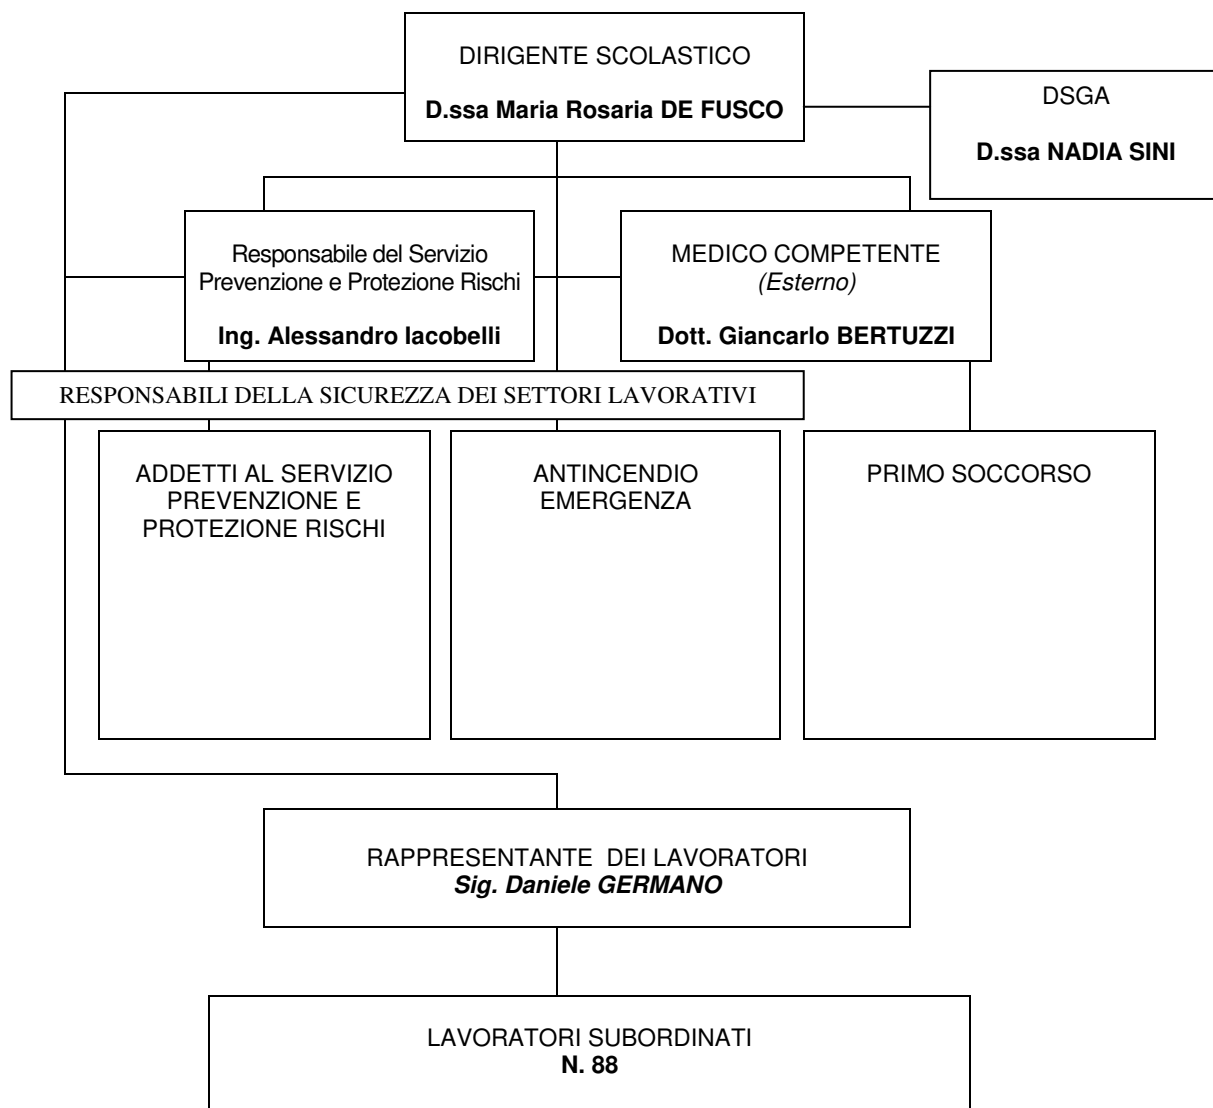 DIRIGENTE SCOLASTICO
D.ssa Maria Rosaria DE FUSCO
DSGA
D.ssa NADIA SINI
Responsabile del Servizio
Prevenzione e Protezione Rischi
Ing. Alessandro Iacobelli
MEDICO COMPETENTE
(Esterno)
Dott. Giancarlo BERTUZZI
RESPONSABILI DELLA SICUREZZA DEI SETTORI LAVORATIVI
ADDETTI AL SERVIZIO
PREVENZIONE E
PROTEZIONE RISCHI
ANTINCENDIO
EMERGENZA
PRIMO SOCCORSO
RAPPRESENTANTE DEI LAVORATORI
Sig. Daniele GERMANO
LAVORATORI SUBORDINATI
N. 88